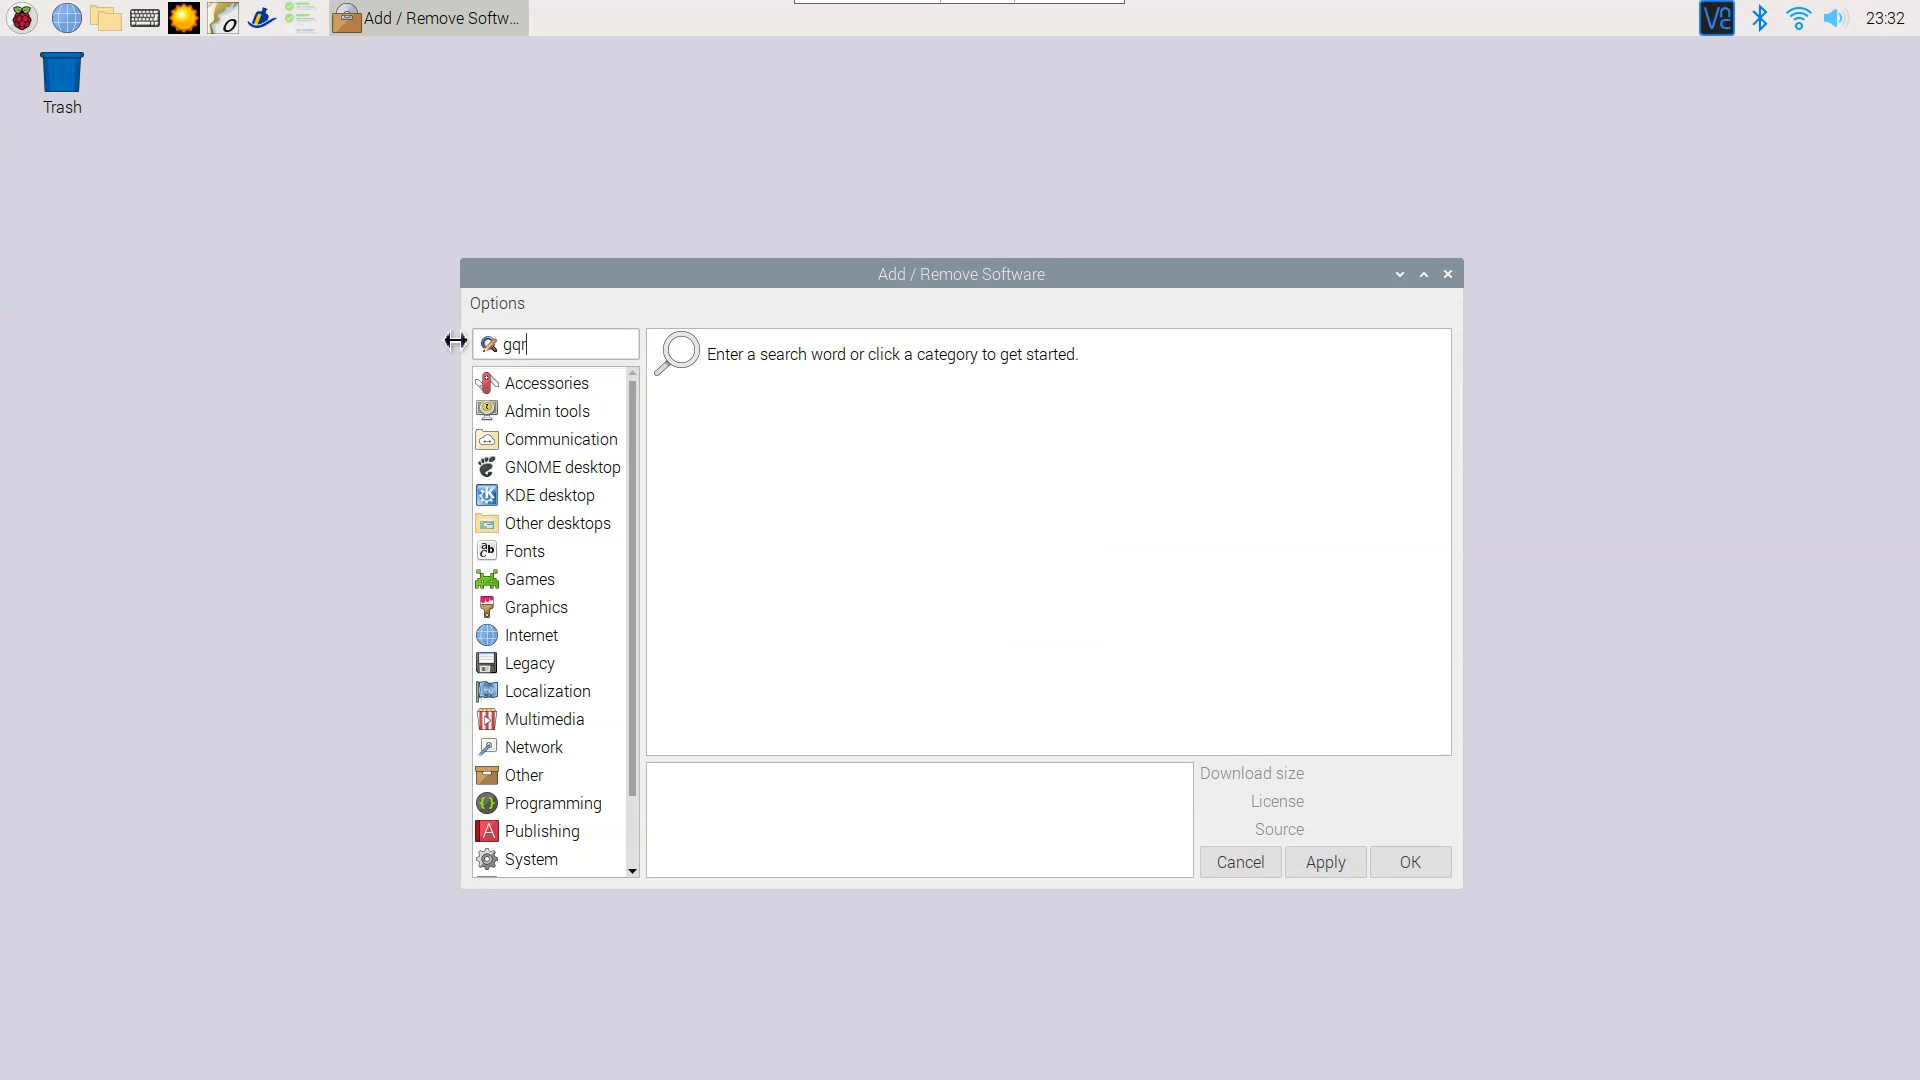 Add / Remove Softw...
23:32
Trash
Add / Remove Software
Options
gqr
Enter a search word or click a category to get started.
Accessories
Admin tools
Communication
GNOME desktop
KDE desktop
Other desktops
Fonts
Games
Graphics
Internet
Legacy
Localization
Multimedia
Network
Other
Programming
Publishing
System
Download size
License
Source
Cancel
Apply
OK